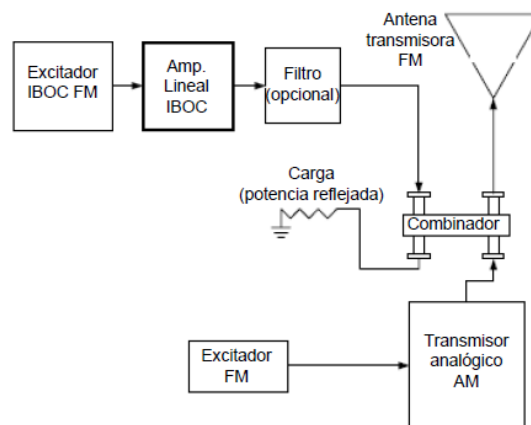 Antena
transmisora
FM
Excitador
IBOC FM
Amp.
Lineal
IBOC
Filtro
(opcional)
Carga
(potencia reflejada)
Combinador
Excitador
FM
Transmisor
analógico
AM